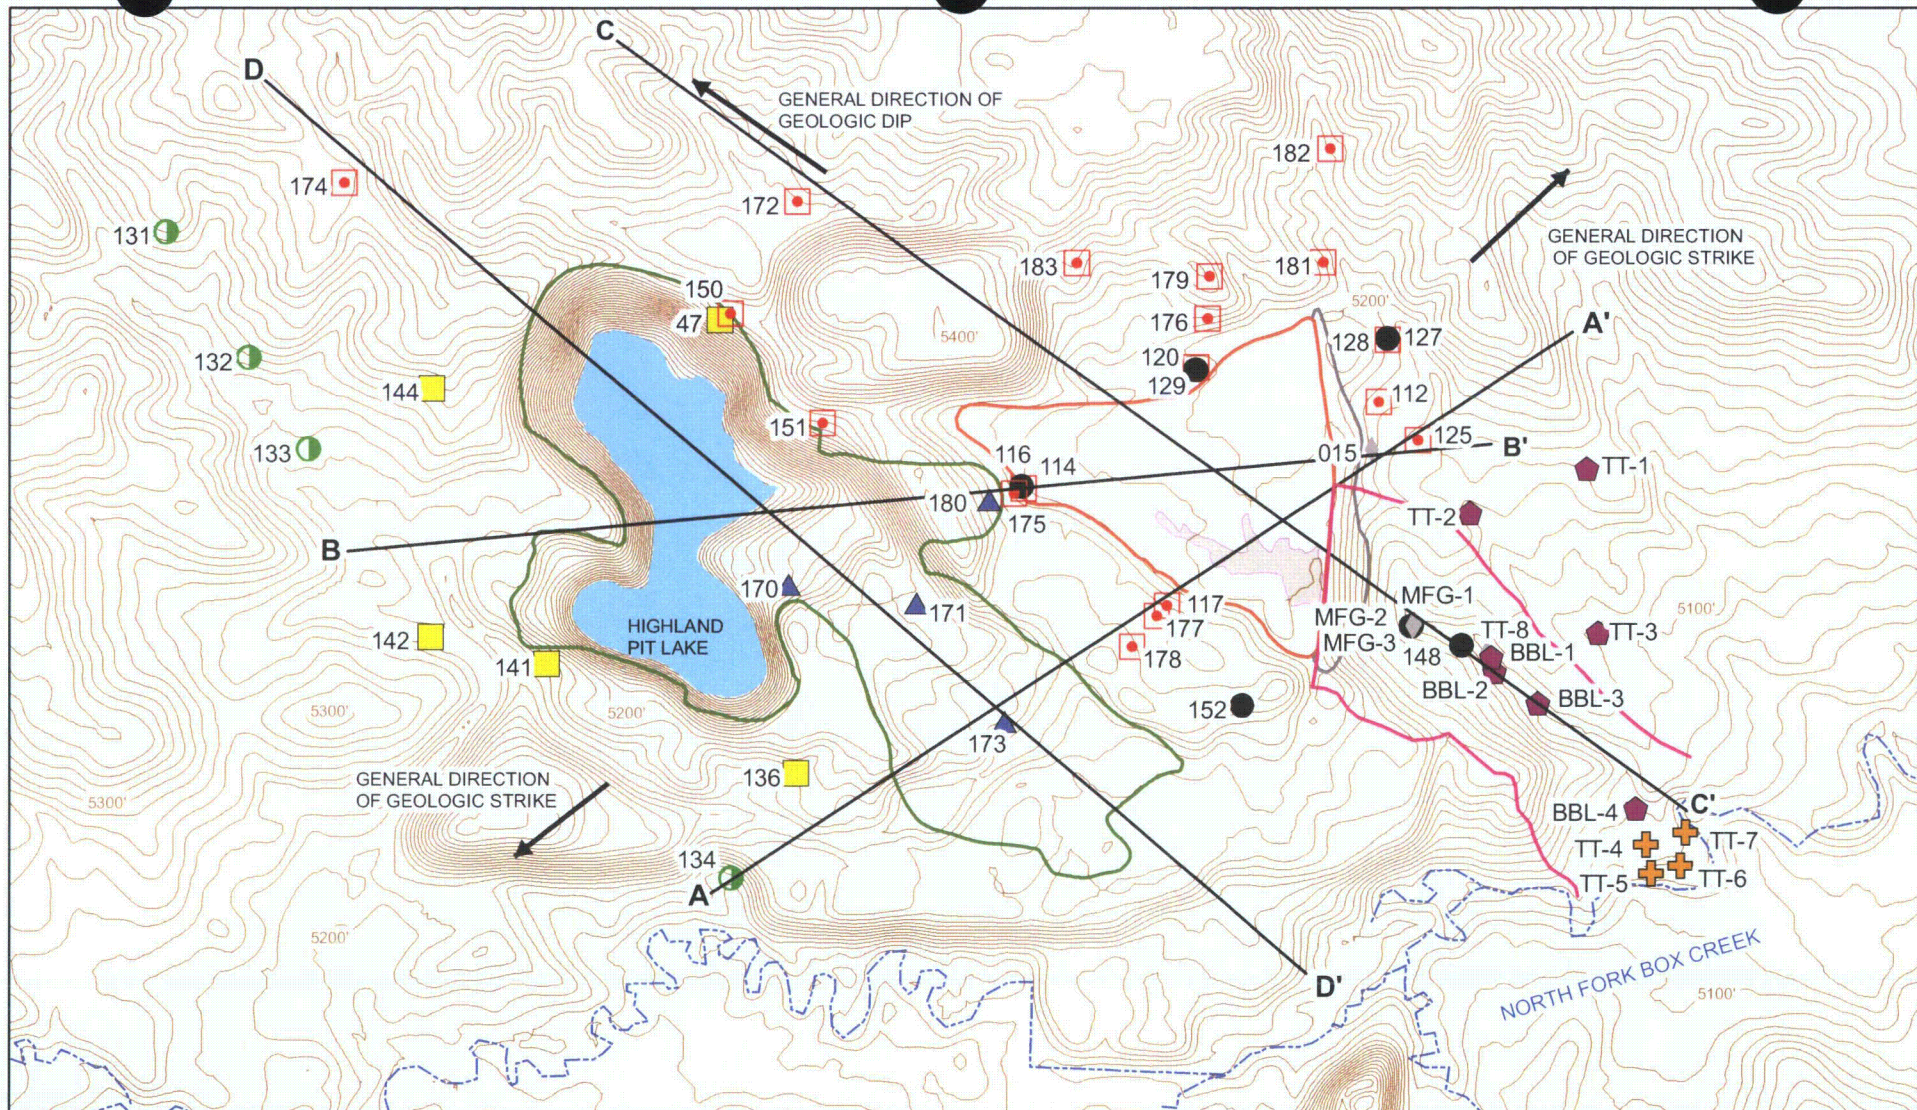 C
D
GENERAL DIRECTION OF
GEOLOGIC DIP
182
174
172
131
GENERAL DIRECTION
OF GEOLOGIC STRIKE
183
179
181
150
5200'
47
176
A'
5400'
128
127
132
120
144
129
112
151
125
133
116
114
015
B'
TT-1
180
175
TT-2
B
170
171
MFG-1
117
5100'
MFG-2
HIGHLAND
PIT LAKE
142
177
TT-8
TT-3
MFG-3
178
148
BBL-1
141
BBL-2
BBL-3
5300'
5200'
152
173
136
GENERAL DIRECTION
OF GEOLOGIC STRIKE
5300'
C'
BBL-4
TT-7
134
TT-4
TT-5
TT-6
A
5200'
NORTH FORK BOX CREEK
D'
5100'